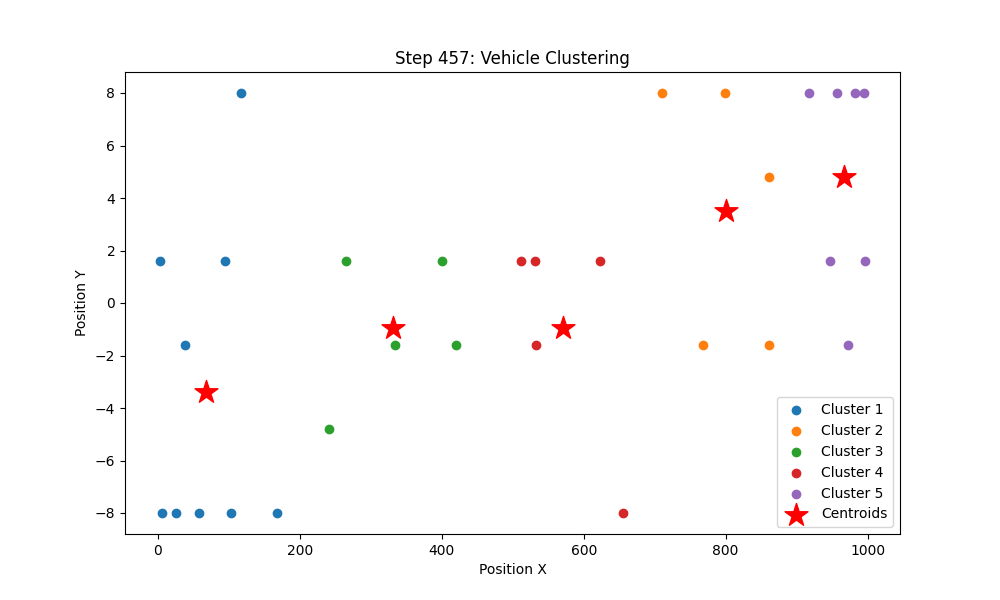 Step 457: Vehicle Clustering
Position Y
8
6
4
2
0
−2
−4
−6
−8
0 200 400 600 800 1000
Position X
Cluster 1
Cluster 2
Cluster 3
Cluster 4
Cluster 5
Centroids